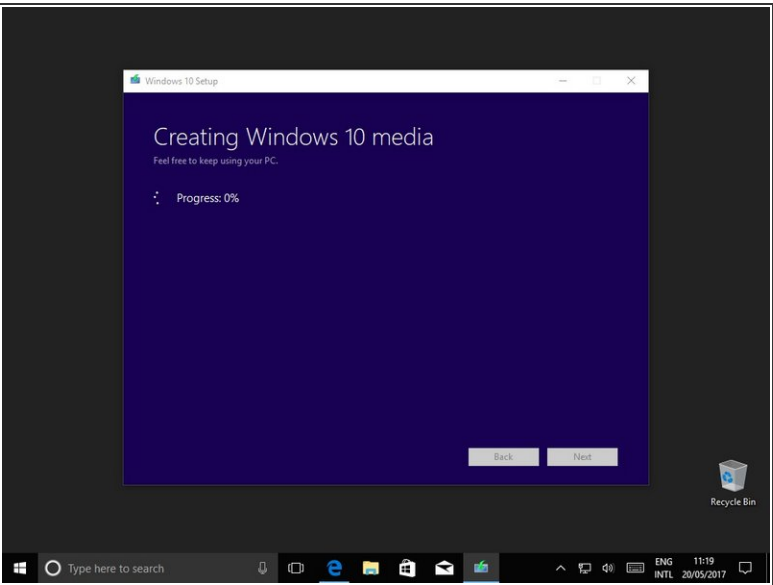 Windows 10 Setup
Creating Windows 10 media
Feel free to keep using your PC.
Progress: 0%
Back
Next
Recycle Bin
Type here to search
ENG
INTL
11:19
20/05/2017